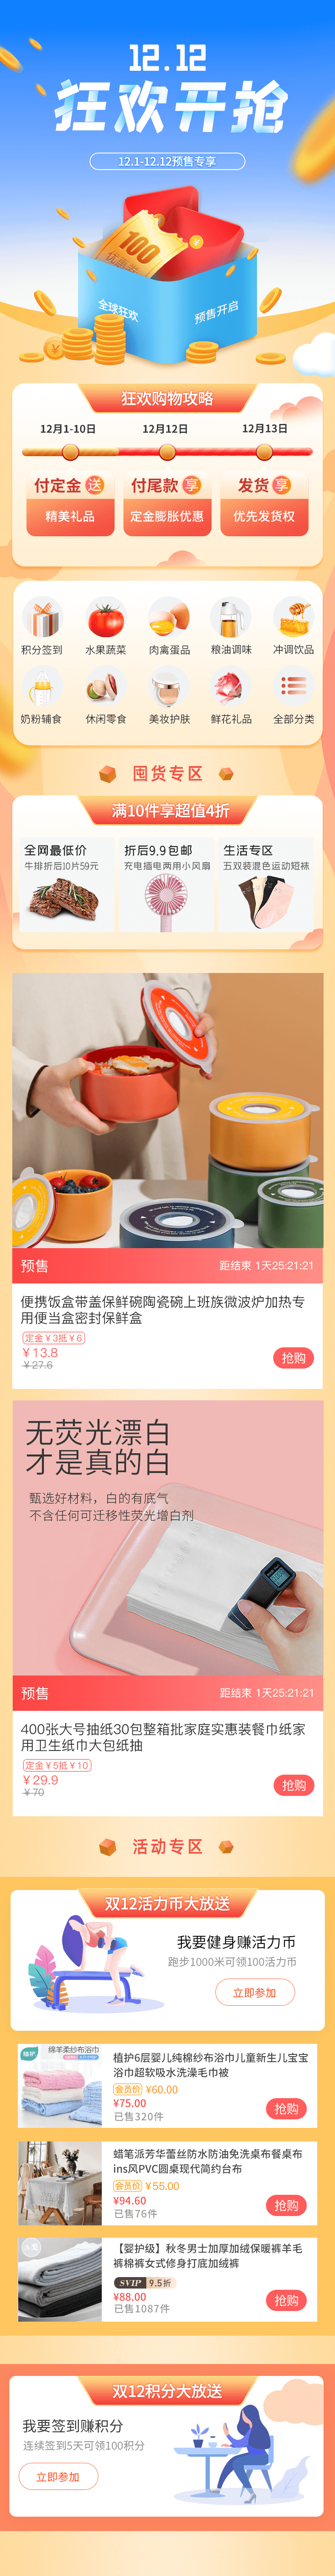 12.12
狂欢开抢
12.1-12.12预售专享
100
优惠券
全球狂欢
预售开启
狂欢购物攻略
12月1-10日
12月12日
12月13日
付定金 送
付尾款 享
发货 享
精美礼品
定金膨胀优惠
优先发货权
积分签到
水果蔬菜
肉禽蛋品
粮油调味
冲调饮品
奶粉辅食
休闲零食
美妆护肤
鲜花礼品
全部分类
囤货专区
满10件享超值4折
全网最低价
牛排折后10片59元
折后9.9包邮
充电插电两用小风扇
生活专区
五双装混色运动短袜
预售
距结束 1天25:21:21
便携饭盒带盖保鲜碗陶瓷碗上班族微波炉加热专
用便当盒密封保鲜盒
定金¥3抵¥6
¥13.8
¥27.6
抢购
无荧光漂白
才是真的白
甄选好材料，白的有底气
不含任何可迁移性荧光增白剂
预售
距结束 1天25:21:21
400张大号抽纸30包整箱批家庭实惠装餐巾纸家
用卫生纸巾大包纸抽
定金¥5抵¥10
¥29.9
¥70
抢购
活动专区
双12活力币大放送
我要健身赚活力币
跑步1000米可领100活力币
立即参加
植护
绵羊柔纱布浴巾
植护6层婴儿纯棉纱布浴巾儿童新生儿宝宝
浴巾超软吸水洗澡毛巾被
会员价 ¥60.00
¥75.00
已售320件
抢购
蜡笔派芳华蕾丝防水防油免洗桌布餐桌布
ins风PVC圆桌现代简约台布
会员价 ¥55.00
¥94.60
已售76件
抢购
【婴护级】秋冬男士加厚加绒保暖裤羊毛
裤棉裤女式修身打底加绒裤
SVIP 9.5折
¥88.00
已售1087件
抢购
双12积分大放送
我要签到赚积分
连续签到5天可领100积分
立即参加